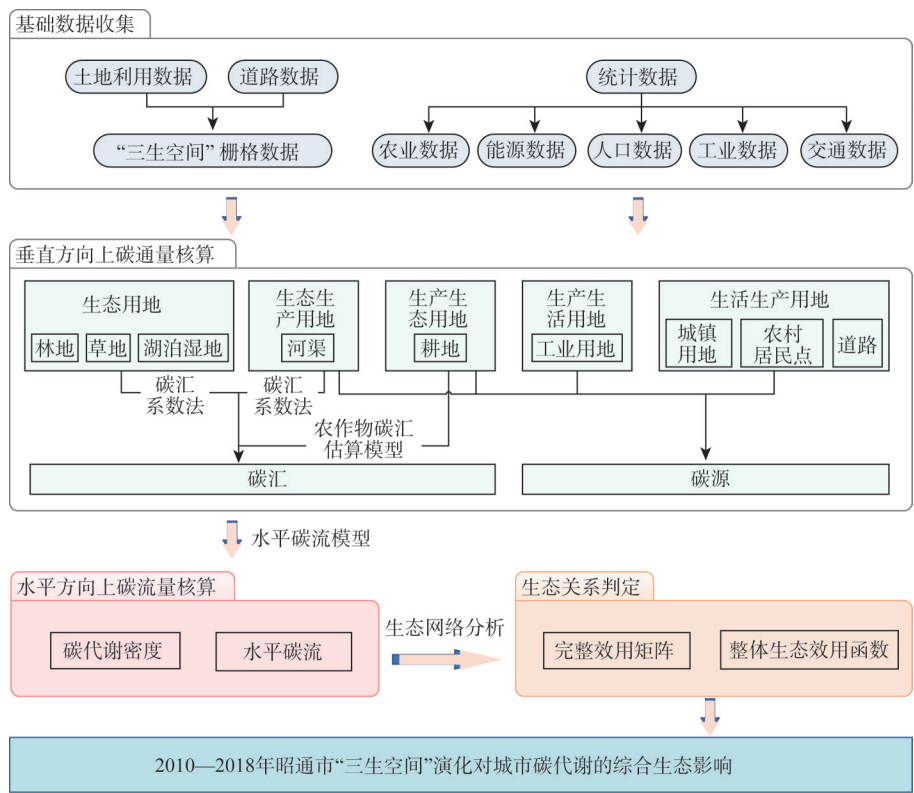 基础数据收集
土地利用数据
道路数据
统计数据
“三生空间” 栅格数据
农业数据
能源数据
人口数据
工业数据
交通数据
垂直方向上碳通量核算
生态用地
林地
草地
湖泊湿地
生态生
产用地
河渠
生产生
态用地
耕地
生产生
活用地
工业用地
生活生产用地
城镇
用地
农村
居民点
道路
碳汇
系数法
碳汇
系数法
农作物碳汇
估算模型
碳汇
碳源
水平碳流模型
水平方向上碳流量核算
碳代谢密度
水平碳流
生态网络分析
生态关系判定
完整效用矩阵
整体生态效用函数
2010—2018年昭通市“三生空间”演化对城市碳代谢的综合生态影响